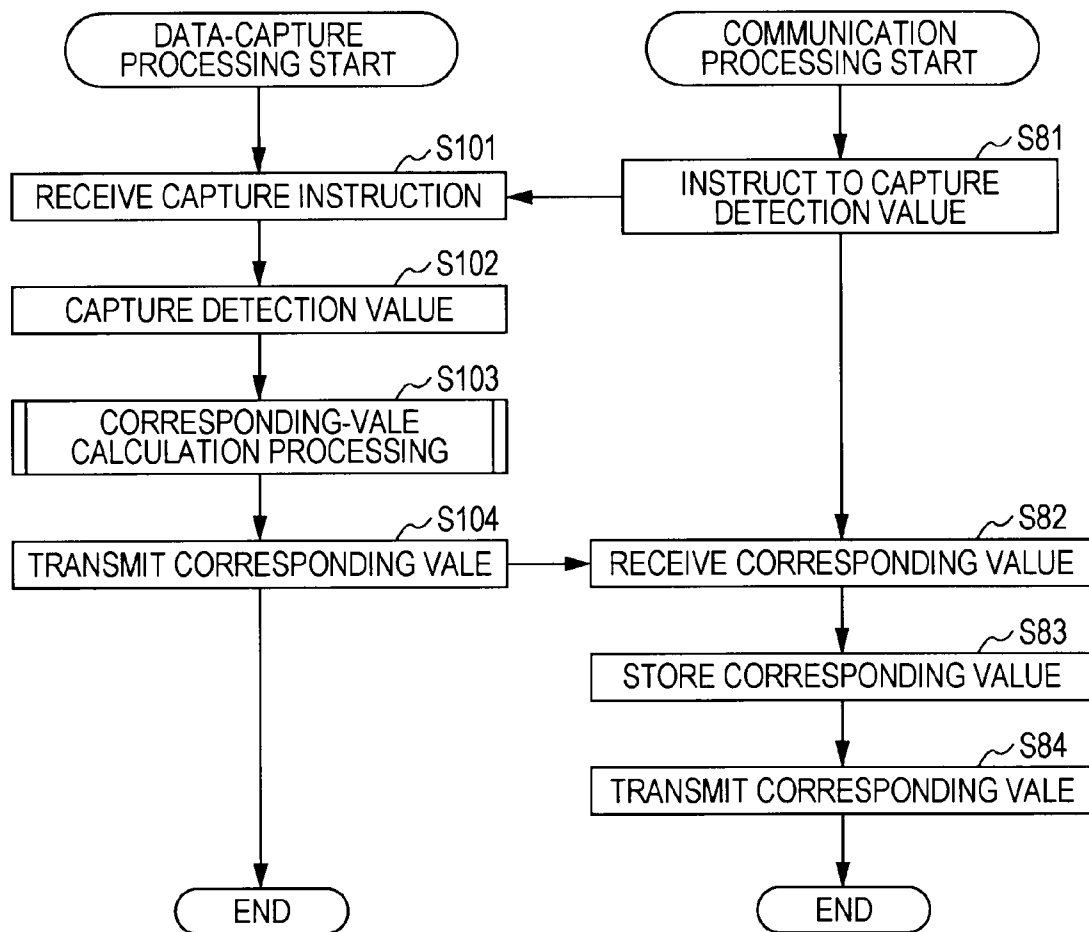 DATA-CAPTURE
PROCESSING START
S101
RECEIVE CAPTURE INSTRUCTION
S102
CAPTURE DETECTION VALUE
S103
CORRESPONDING-VALE
CALCULATION PROCESSING
S104
TRANSMIT CORRESPONDING VALE
END
COMMUNICATION
PROCESSING START
S81
INSTRUCT TO CAPTURE
DETECTION VALUE
S82
RECEIVE CORRESPONDING VALUE
S83
STORE CORRESPONDING VALUE
S84
TRANSMIT CORRESPONDING VALE
END